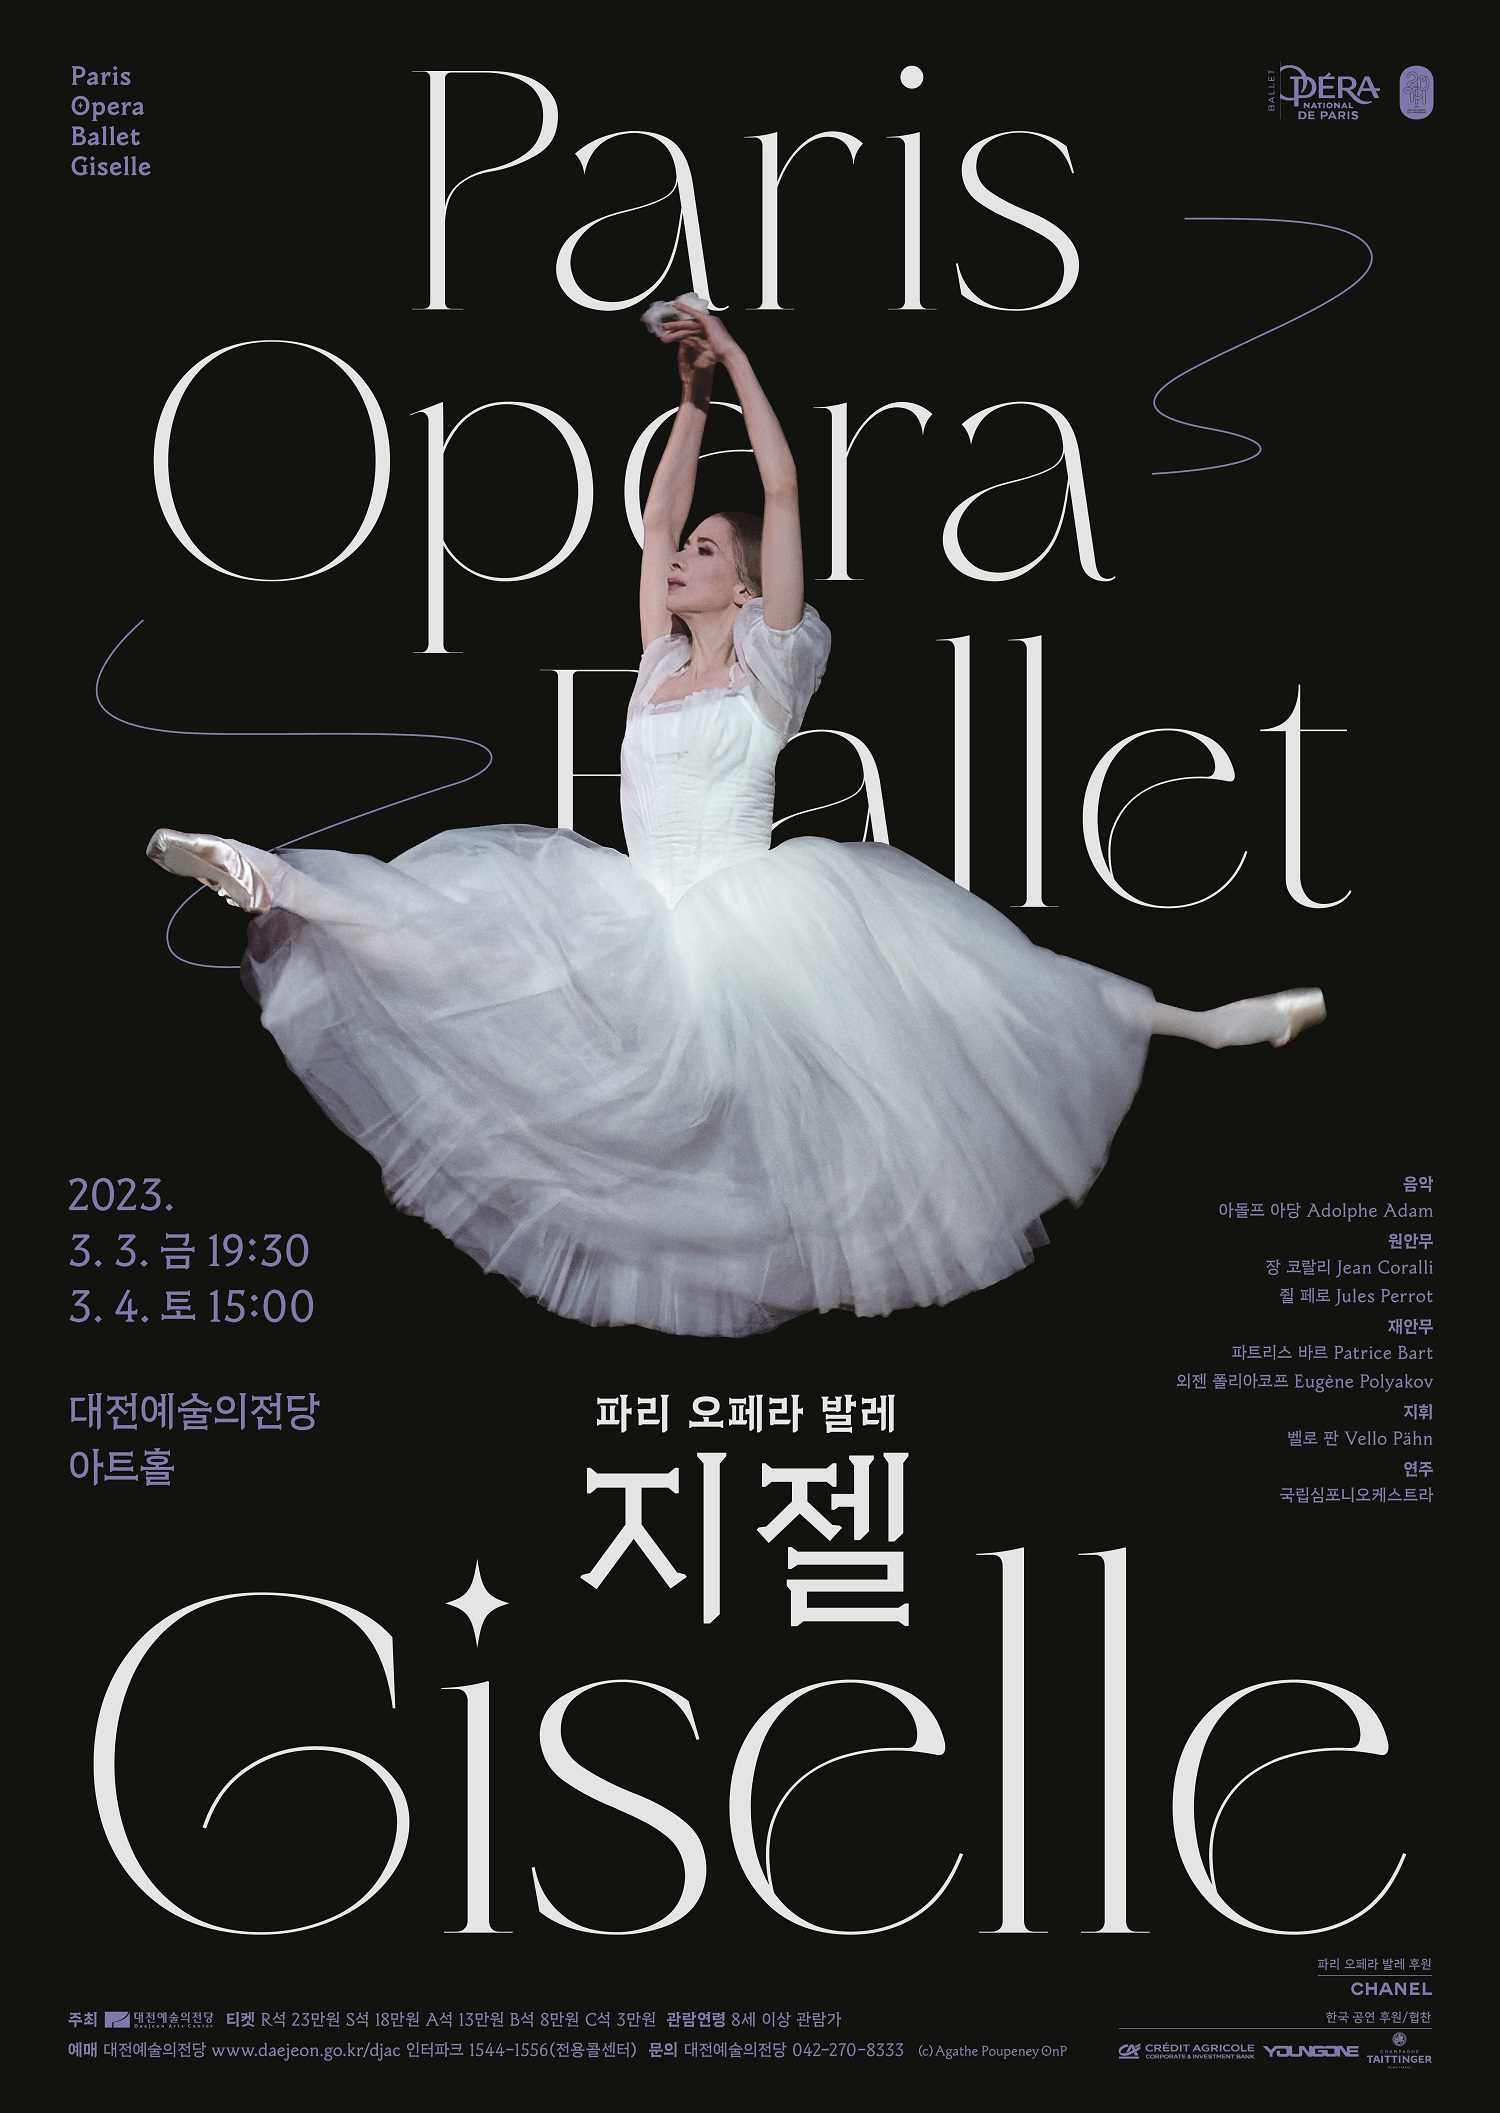 Paris
Opera
Ballet
Giselle
BALLET
OPÉRA
NATIONAL
DE PARIS
Paris
Opera
Ballet
2023.
3. 3. 금 19:30
3. 4. 토 15:00
대전예술의전당
아트홀
음악
아돌프 아당 Adolphe Adam
원안무
장 코랄리 Jean Coralli
쥘 페로 Jules Perrot
재안무
파트리스 바르 Patrice Bart
외젠 폴리아코프 Eugène Polyakov
지휘
벨로 판 Vello Pähn
연주
국립심포니오케스트라
파리 오페라 발레
지젤
Giselle
파리 오페라 발레 후원
CHANEL
한국 공연 후원/협찬
CRÉDIT AGRICOLE
CORPORATE & INVESTMENT BANK
YOUNGONE
CHAMPAGNE
TAITTINGER
주최 대전예술의전당 Daejeon Arts Center 티켓 R석 23만원 S석 18만원 A석 13만원 B석 8만원 C석 3만원 관람연령 8세 이상 관람가
예매 대전예술의전당 www.daejeon.go.kr/djac 인터파크 1544-1556(전용콜센터) 문의 대전예술의전당 042-270-8333 (c) Agathe Poupeney OnP